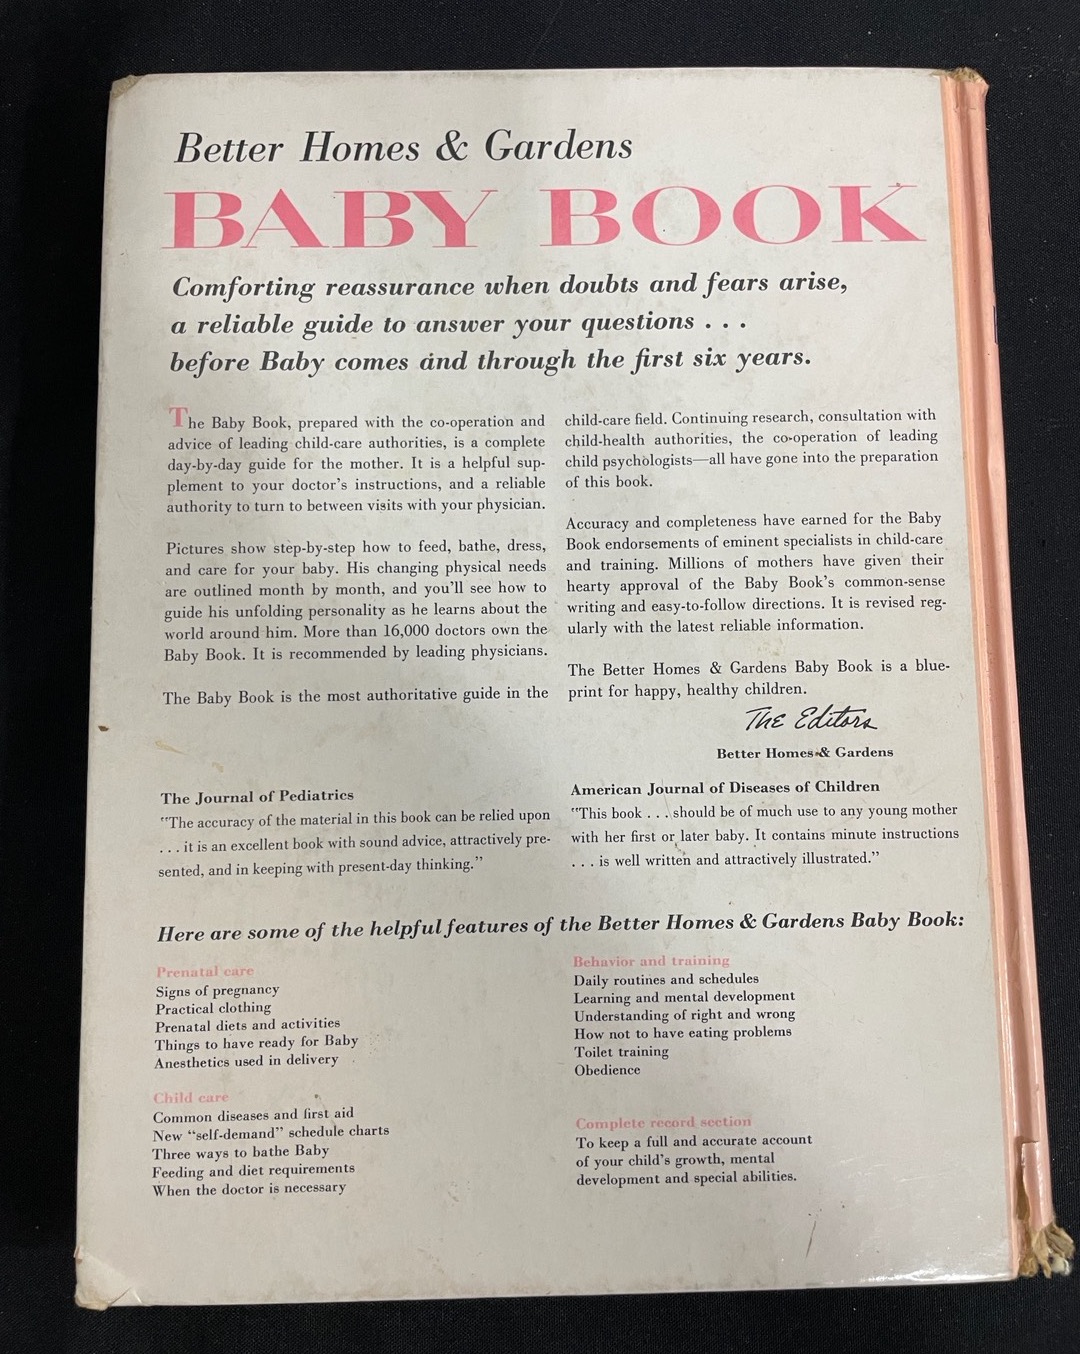 Better Homes & Gardens
BABY BOOK
Comforting reassurance when doubts and fears arise,
a reliable guide to answer your questions . . .
before Baby comes and through the first six years.
The Baby Book, prepared with the co-operation and
advice of leading child-care authorities, is a complete
day-by-day guide for the mother. It is a helpful sup-
plement to your doctor's instructions, and a reliable
authority to turn to between visits with your physician.
Pictures show step-by-step how to feed, bathe, dress,
and care for your baby. His changing physical needs
are outlined month by month, and you'll see how to
guide his unfolding personality as he learns about the
world around him. More than 16,000 doctors own the
Baby Book. It is recommended by leading physicians.
The Baby Book is the most authoritative guide in the
child-care field. Continuing research, consultation with
child-health authorities, the co-operation of leading
child psychologists—all have gone into the preparation
of this book.
Accuracy and completeness have earned for the Baby
Book endorsements of eminent specialists in child-care
and training. Millions of mothers have given their
hearty approval of the Baby Book's common-sense
writing and easy-to-follow directions. It is revised reg-
ularly with the latest reliable information.
The Better Homes & Gardens Baby Book is a blue-
print for happy, healthy children.
The Editors
Better Homes & Gardens
The Journal of Pediatrics
"The accuracy of the material in this book can be relied upon
. . . it is an excellent book with sound advice, attractively pre-
sented, and in keeping with present-day thinking."
American Journal of Diseases of Children
"This book . . . should be of much use to any young mother
with her first or later baby. It contains minute instructions
. . . is well written and attractively illustrated."
Here are some of the helpful features of the Better Homes & Gardens Baby Book:
Prenatal care
Signs of pregnancy
Practical clothing
Prenatal diets and activities
Things to have ready for Baby
Anesthetics used in delivery
Child care
Common diseases and first aid
New "self-demand" schedule charts
Three ways to bathe Baby
Feeding and diet requirements
When the doctor is necessary
Behavior and training
Daily routines and schedules
Learning and mental development
Understanding of right and wrong
How not to have eating problems
Toilet training
Obedience
Complete record section
To keep a full and accurate account
of your child's growth, mental
development and special abilities.